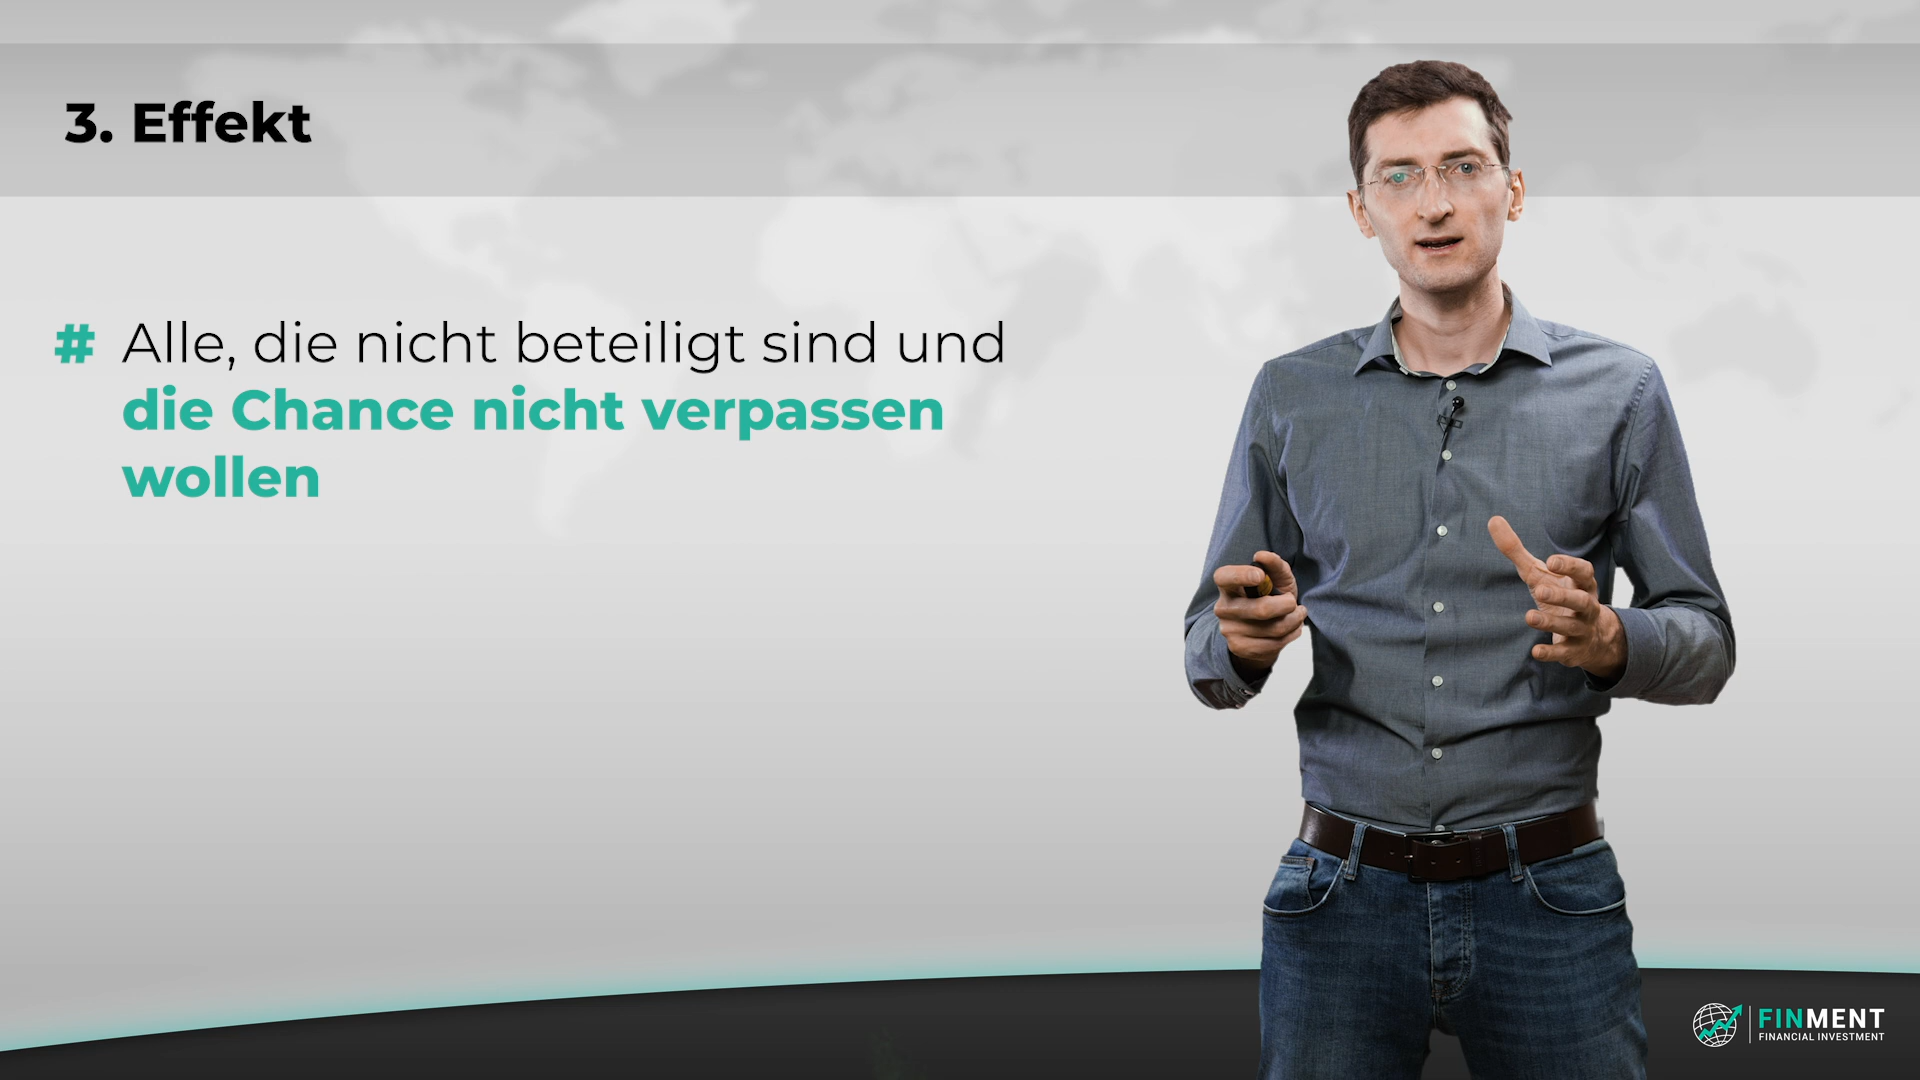 3. Effekt
# Alle, die nicht beteiligt sind und
die Chance nicht verpassen
wollen
FINMENT
FINANCIAL INVESTMENT